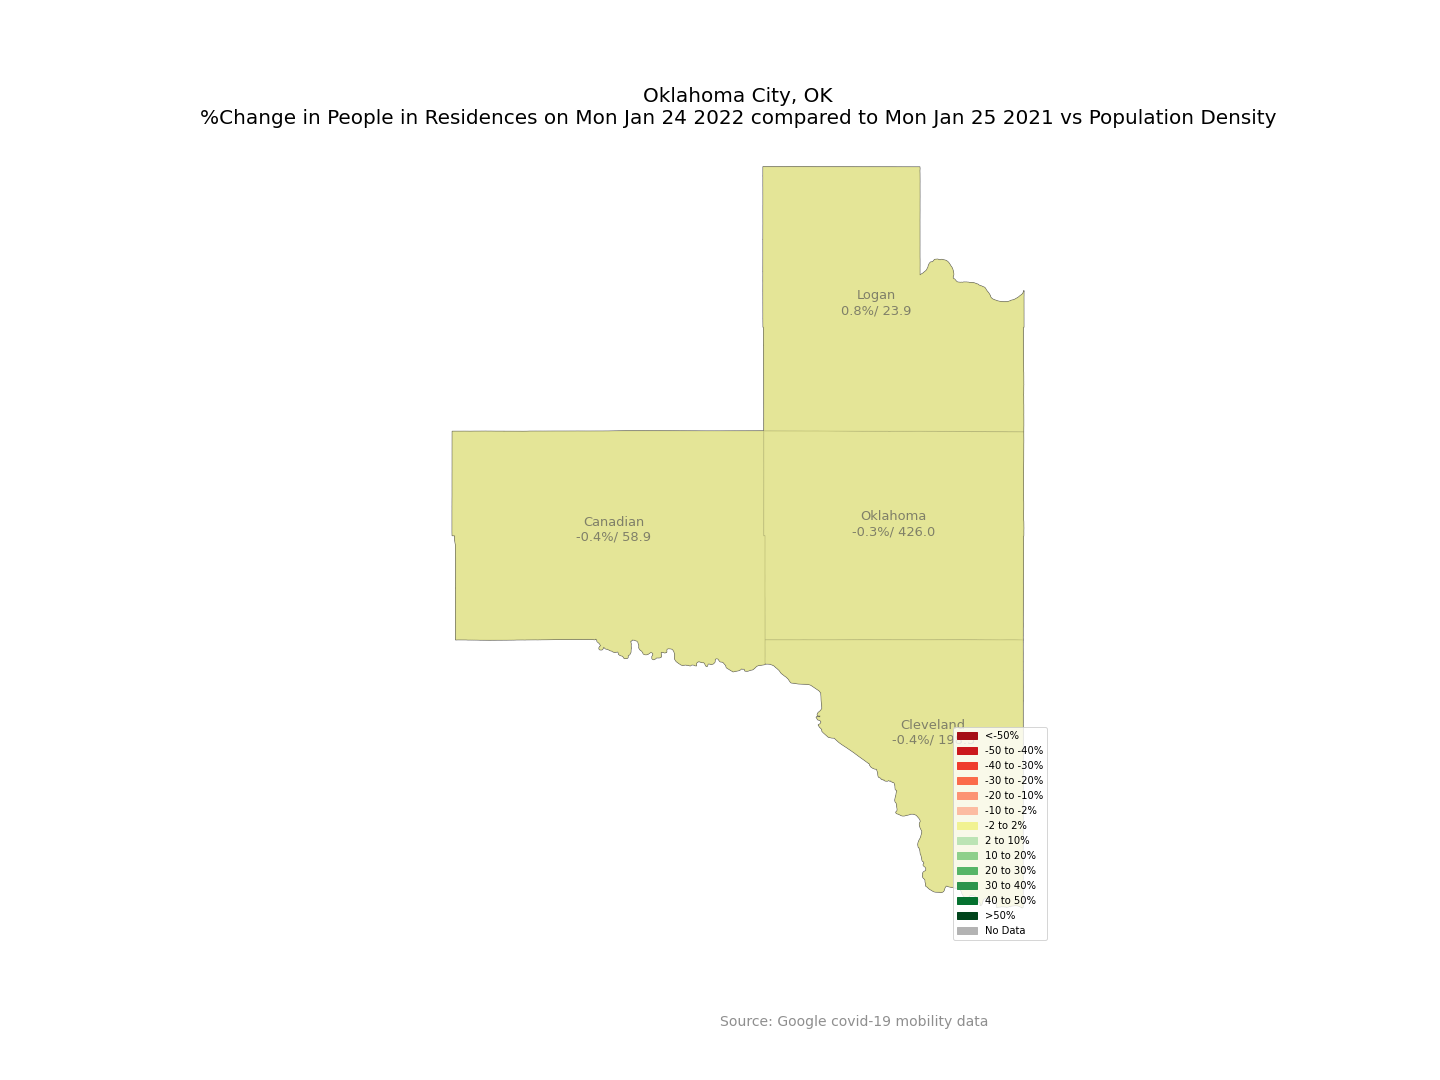 Oklahoma City, OK
%Change in People in Residences on Mon Jan 24 2022 compared to Mon Jan 25 2021 vs Population Density
Logan
0.8%/ 23.9
Canadian
-0.4%/ 58.9
Oklahoma
-0.3%/ 426.0
Cleveland
-0.4%/
<-50%
-50 to -40%
-40 to -30%
-30 to -20%
-20 to -10%
-10 to -2%
-2 to 2%
2 to 10%
10 to 20%
20 to 30%
30 to 40%
40 to 50%
>50%
No Data
Source: Google covid-19 mobility data